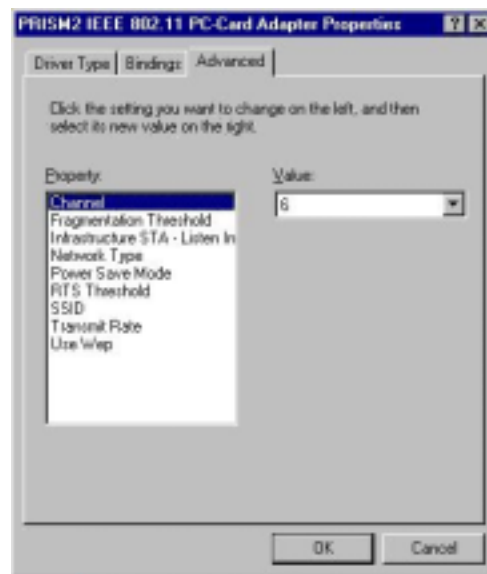 PRISM2 IEEE 802.11 PC-Card Adapter Properties
Driver Type Bindings Advanced
Click the setting you want to change on the left, and then
select its new value on the right.
Property: Value:
Channel 6
Fragmentation Threshold
Infrastructure STA - Listen In
Network Type
Power Save Mode
RTS Threshold
SSID
Transmit Rate
Use Wep
OK Cancel